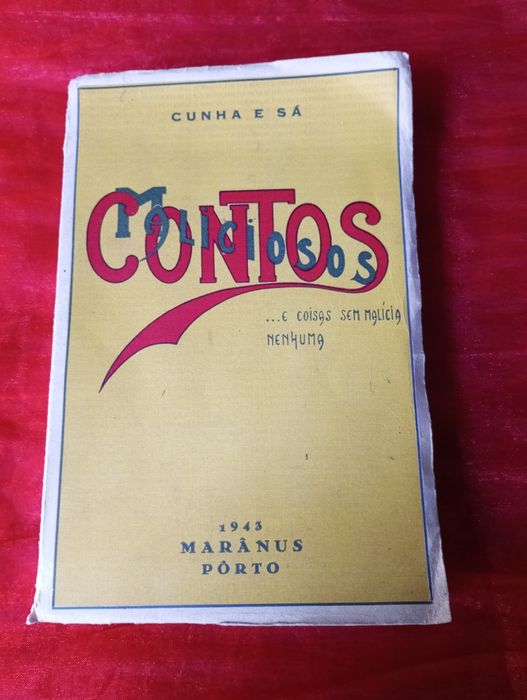 CUNHA E SÁ
CONTOS
MALICIOSOS
...E COISAS SEM MALÍCIA
NENHUMA
1943
MARÂNUS
PÔRTO